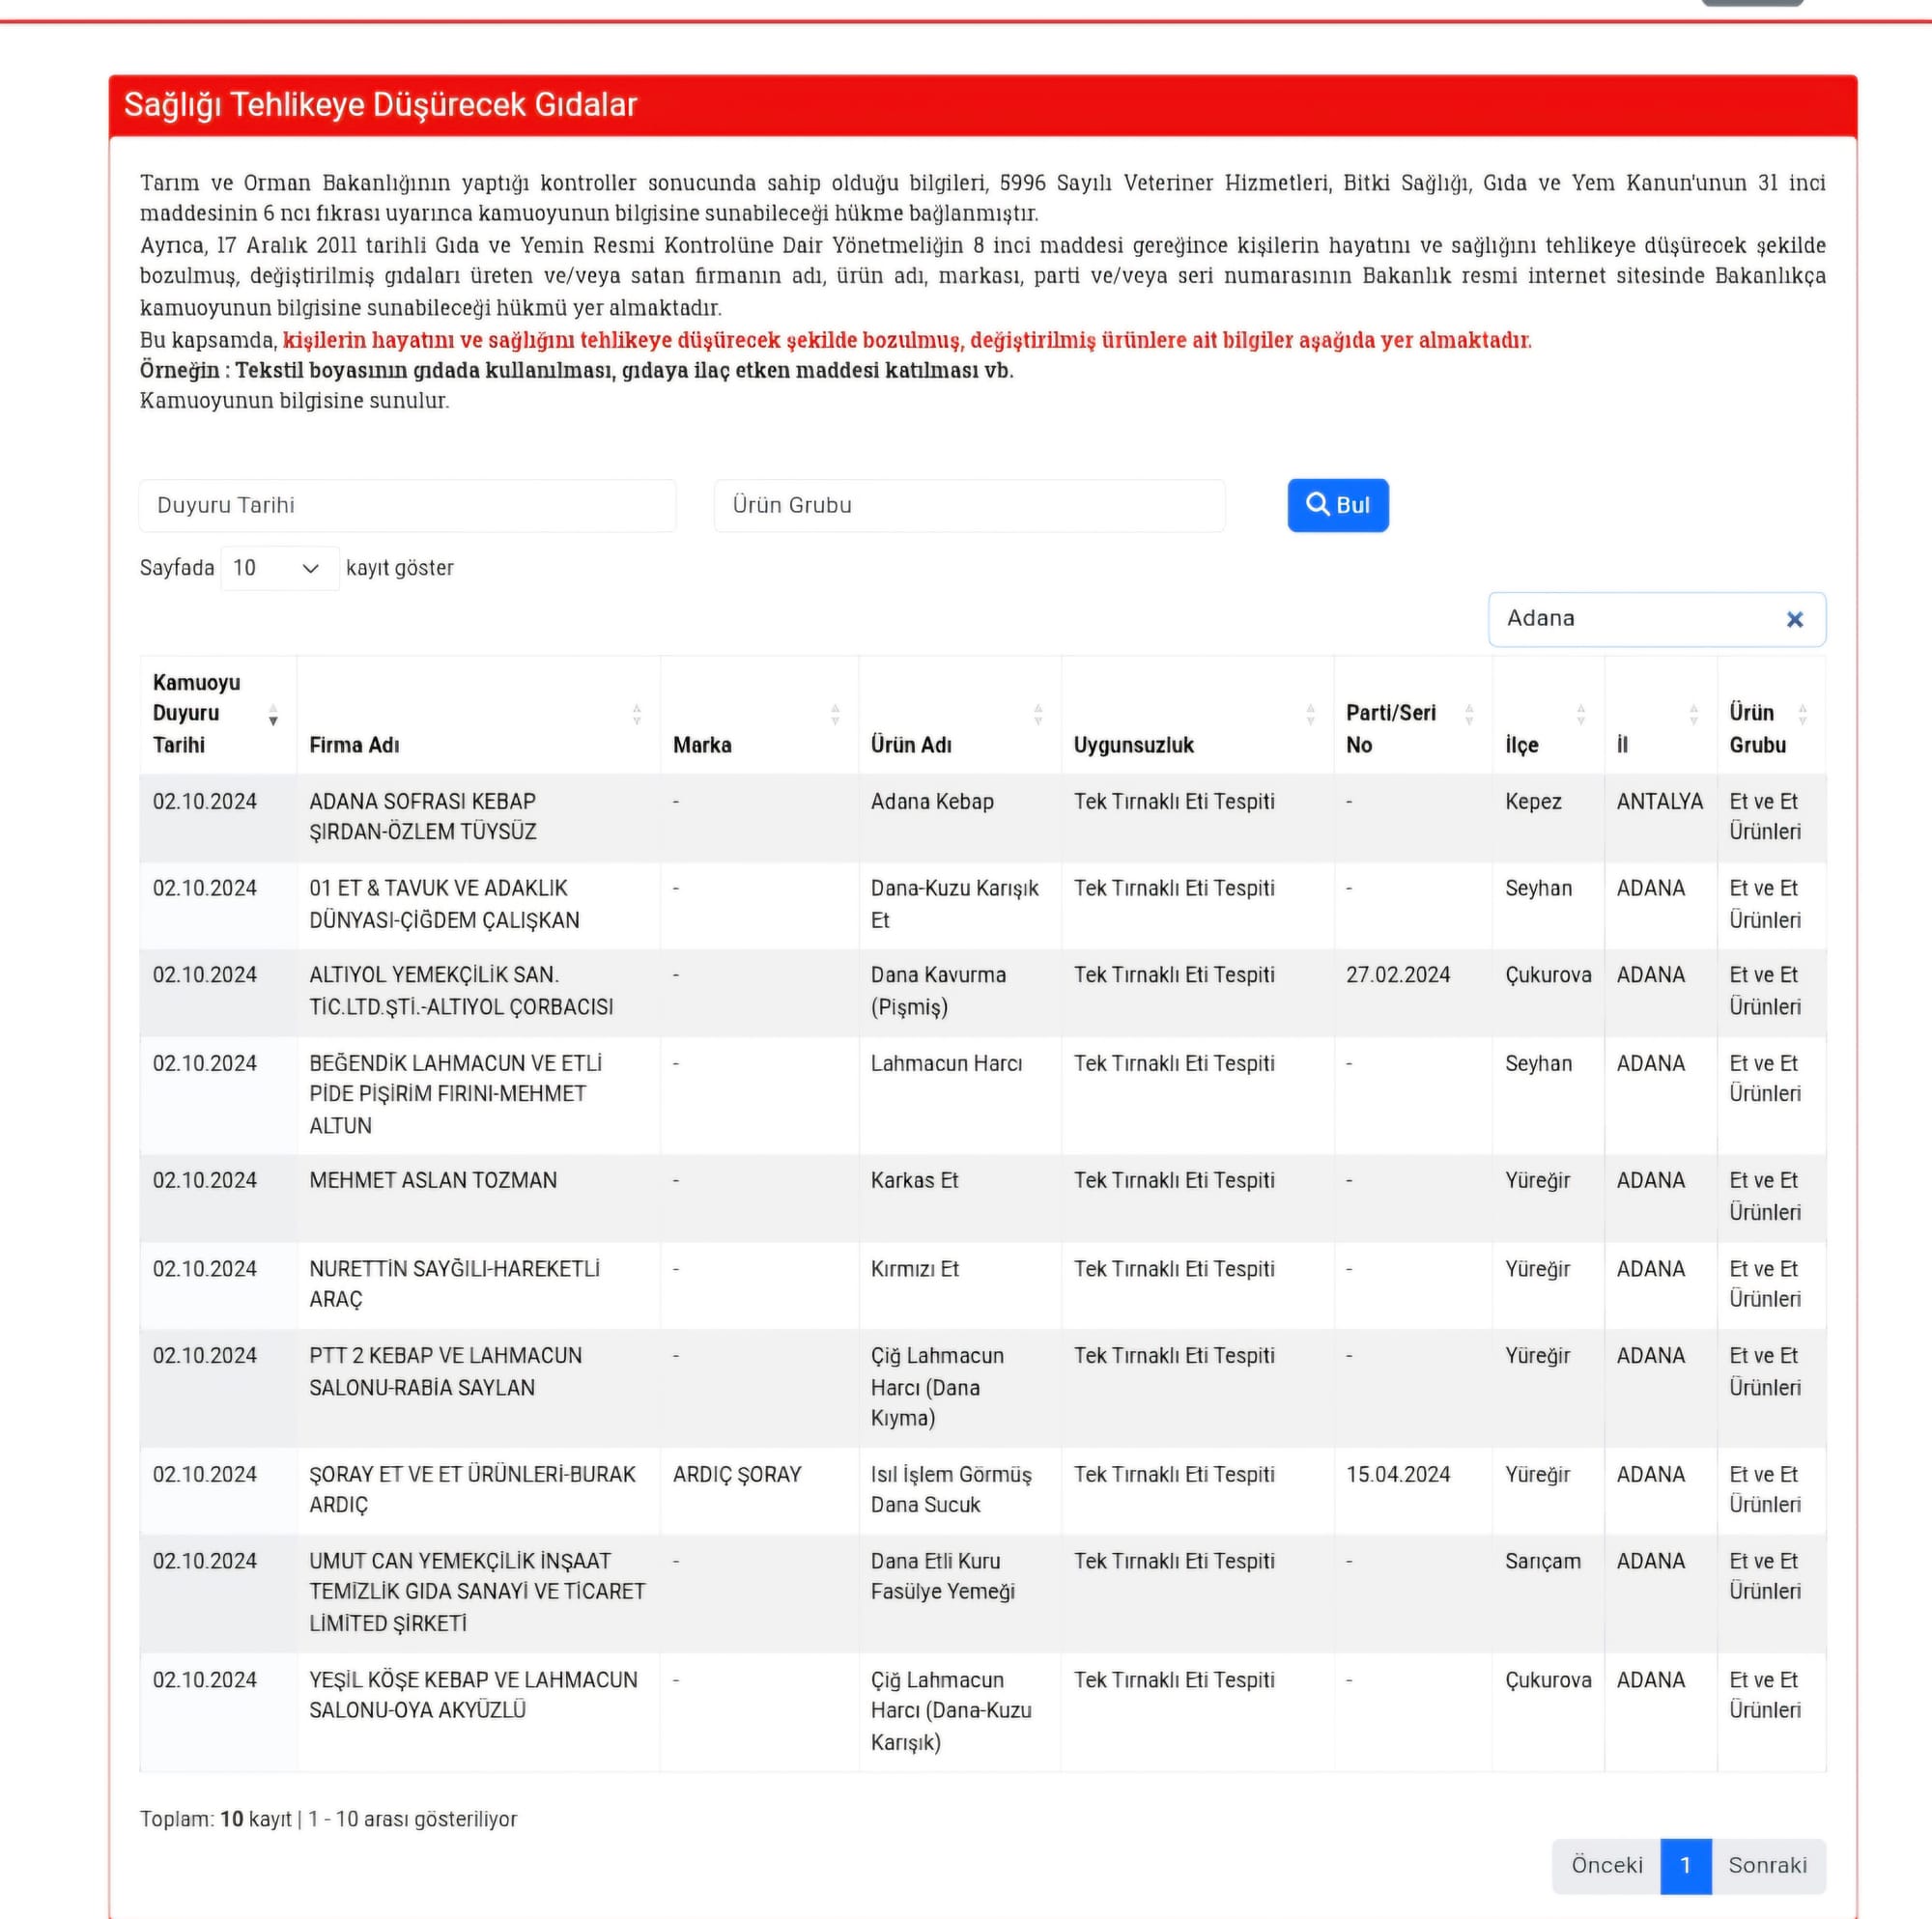 Sağlığı Tehlikeye Düşürecek Gıdalar
Tarım ve Orman Bakanlığının yaptığı kontroller sonucunda sahip olduğu bilgileri, 5996 Sayılı Veteriner Hizmetleri, Bitki Sağlığı, Gıda ve Yem Kanun'unun 31 inci
maddesinin 6 ncı fıkrası uyarınca kamuoyunun bilgisine sunabileceği hükme bağlanmıştır.
Ayrıca, 17 Aralık 2011 tarihli Gıda ve Yemin Resmi Kontrolüne Dair Yönetmeliğin 8 inci maddesi gereğince kişilerin hayatını ve sağlığını tehlikeye düşürecek şekilde
bozulmuş, değiştirilmiş gıdaları üreten ve/veya satan firmanın adı, ürün adı, markası, parti ve/veya seri numarasının Bakanlık resmi internet sitesinde Bakanlıkça
kamuoyunun bilgisine sunabileceği hükmü yer almaktadır.
Bu kapsamda, kişilerin hayatını ve sağlığını tehlikeye düşürecek şekilde bozulmuş, değiştirilmiş ürünlere ait bilgiler aşağıda yer almaktadır.
Örneğin : Tekstil boyasının gıdada kullanılması, gıdaya ilaç etken maddesi katılması vb.
Kamuoyunun bilgisine sunulur.
Duyuru Tarihi Ürün Grubu Bul
Sayfada 10 kayıt göster
Adana
Kamuoyu
Duyuru Parti/Seri Ürün
Tarihi Firma Adı Marka Ürün Adı Uygunsuzluk No İlçe İl Grubu
02.10.2024 ADANA SOFRASI KEBAP - Adana Kebap Tek Tırnaklı Eti Tespiti - Kepez ANTALYA Et ve Et
ŞIRDAN-ÖZLEM TÜYSÜZ Ürünleri
02.10.2024 01 ET & TAVUK VE ADAKLIK - Dana-Kuzu Karışık Tek Tırnaklı Eti Tespiti - Seyhan ADANA Et ve Et
DÜNYASI-ÇİĞDEM ÇALIŞKAN Et Ürünleri
02.10.2024 ALTIYOL YEMEKÇİLİK SAN. - Dana Kavurma Tek Tırnaklı Eti Tespiti 27.02.2024 Çukurova ADANA Et ve Et
TİC.LTD.ŞTİ.-ALTIYOL ÇORBACISI (Pişmiş) Ürünleri
02.10.2024 BEĞENDİK LAHMACUN VE ETLİ - Lahmacun Harcı Tek Tırnaklı Eti Tespiti - Seyhan ADANA Et ve Et
PİDE PİŞİRİM FIRINI-MEHMET Ürünleri
ALTUN
02.10.2024 MEHMET ASLAN TOZMAN - Karkas Et Tek Tırnaklı Eti Tespiti - Yüreğir ADANA Et ve Et
Ürünleri
02.10.2024 NURETTİN SAYĞILI-HAREKETLİ - Kırmızı Et Tek Tırnaklı Eti Tespiti - Yüreğir ADANA Et ve Et
ARAÇ Ürünleri
02.10.2024 PTT 2 KEBAP VE LAHMACUN - Çiğ Lahmacun Tek Tırnaklı Eti Tespiti - Yüreğir ADANA Et ve Et
SALONU-RABİA SAYLAN Harcı (Dana Ürünleri
Kıyma)
02.10.2024 ŞORAY ET VE ET ÜRÜNLERİ-BURAK ARDIÇ ŞORAY Isıl İşlem Görmüş Tek Tırnaklı Eti Tespiti 15.04.2024 Yüreğir ADANA Et ve Et
ARDIÇ Dana Sucuk Ürünleri
02.10.2024 UMUT CAN YEMEKÇİLİK İNŞAAT - Dana Etli Kuru Tek Tırnaklı Eti Tespiti - Sarıçam ADANA Et ve Et
TEMİZLİK GIDA SANAYİ VE TİCARET Fasülye Yemeği Ürünleri
LİMİTED ŞİRKETİ
02.10.2024 YEŞİL KÖŞE KEBAP VE LAHMACUN - Çiğ Lahmacun Tek Tırnaklı Eti Tespiti - Çukurova ADANA Et ve Et
SALONU-OYA AKYÜZLÜ Harcı (Dana-Kuzu Ürünleri
Karışık)
Toplam: 10 kayıt | 1 - 10 arası gösteriliyor
Önceki 1 Sonraki